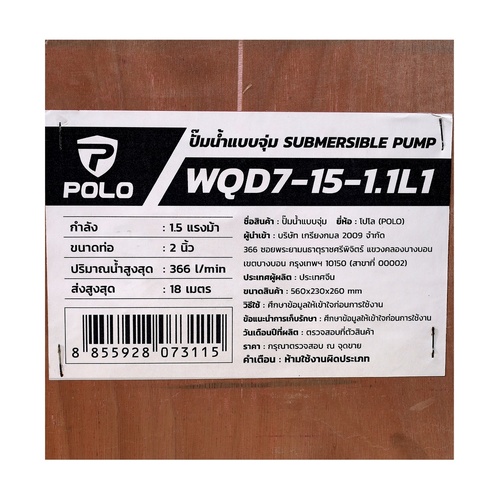 POLO
ปั๊มน้ำแบบจุ่ม SUBMERSIBLE PUMP
WQD7-15-1.1L1
กำลัง : 1.5 แรงม้า
ขนาดท่อ : 2 นิ้ว
ปริมาณน้ำสูงสุด : 366 l/min
ส่งสูงสุด : 18 เมตร
8 855928 073115
ชื่อสินค้า : ปั๊มน้ำแบบจุ่ม ยี่ห้อ : โปโล (POLO)
ผู้นำเข้า : บริษัท เกรียงกมล 2009 จำกัด
366 ซอยพระยามนธาตุราชศรีพิจิตร์ แขวงคลองบางบอน
เขตบางบอน กรุงเทพฯ 10150 (สาขาที่ 00002)
ประเทศผู้ผลิต : ประเทศจีน
ขนาดสินค้า : 560x230x260 mm
วิธีใช้ : ศึกษาข้อมูลให้เข้าใจก่อนการใช้งาน
ข้อแนะนำการเก็บรักษา : ศึกษาข้อมูลให้เข้าใจก่อนการใช้งาน
วันเดือนปีที่ผลิต : ตรวจสอบที่ตัวสินค้า
ราคา : กรุณาตรวจสอบ ณ จุดขาย
คำเตือน : ห้ามใช้งานผิดประเภท